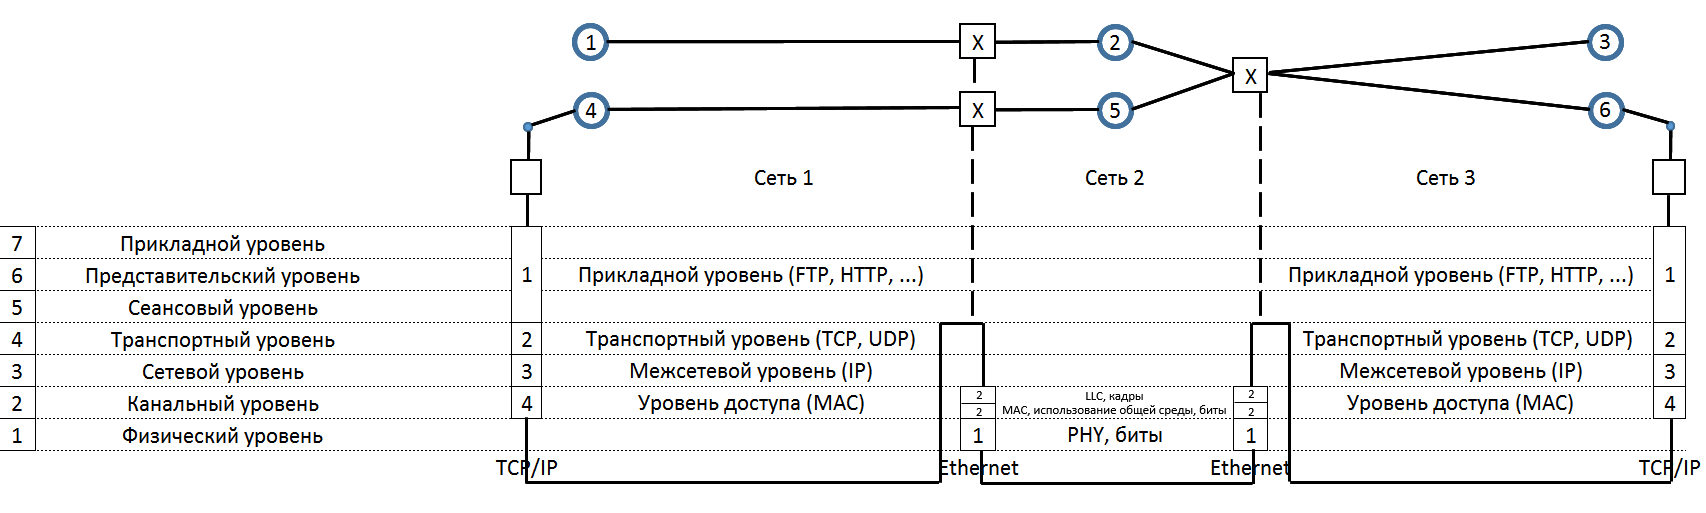 1 X 2 3
X
4 X 5 6
Сеть 1 Сеть 2 Сеть 3
7 Прикладной уровень
6 Представительский уровень 1 Прикладной уровень (FTP, HTTP, ...) Прикладной уровень (FTP, HTTP, ...) 1
5 Сеансовый уровень
4 Транспортный уровень 2 Транспортный уровень (TCP, UDP) Транспортный уровень (TCP, UDP) 2
3 Сетевой уровень 3 Межсетевой уровень (IP) Межсетевой уровень (IP) 3
2 LLC, кадры 2
2 Канальный уровень 4 Уровень доступа (MAC) 2 MAC, использование общей среды, биты 2 Уровень доступа (MAC) 4
1 Физический уровень 1 PHY, биты 1
TCP/IP Ethernet Ethernet TCP/IP